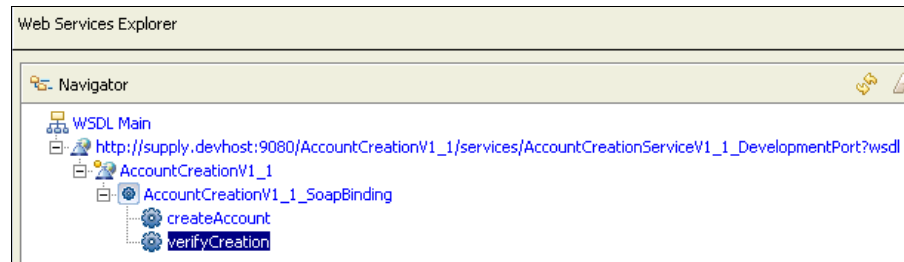 Web Services Explorer
Navigator
WSDL Main
http://supply.devhost:9080/AccountCreationV1_1/services/AccountCreationServiceV1_1_DevelopmentPort?wsdl
AccountCreationV1_1
AccountCreationV1_1_SoapBinding
createAccount
verifyCreation